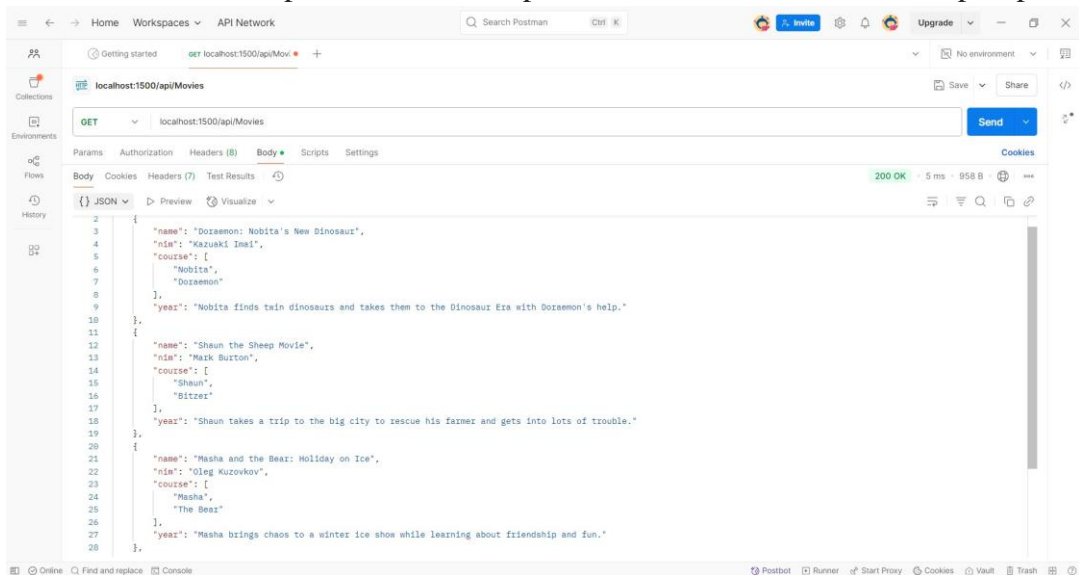 Home Workspaces API Network Search Postman Ctrl K Invite Upgrade
Getting started GET localhost:1500/api/Movi No environment
localhost:1500/api/Movies Save Share
Collections
GET localhost:1500/api/Movies Send
Environments
Params Authorization Headers (8) Body Scripts Settings Cookies
Flows
Body Cookies Headers (7) Test Results 200 OK 5 ms 958 B
{} JSON Preview Visualize
History
2 {
3 "name": "Doraemon: Nobita's New Dinosaur",
4 "nim": "Kazuaki Imai",
5 "course": [
6 "Nobita",
7 "Doraemon"
8 ],
9 "year": "Nobita finds twin dinosaurs and takes them to the Dinosaur Era with Doraemon's help."
10 },
11 {
12 "name": "Shaun the Sheep Movie",
13 "nim": "Mark Burton",
14 "course": [
15 "Shaun",
16 "Bitzer"
17 ],
18 "year": "Shaun takes a trip to the big city to rescue his farmer and gets into lots of trouble."
19 },
20 {
21 "name": "Masha and the Bear: Holiday on Ice",
22 "nim": "Oleg Kuzovkov",
23 "course": [
24 "Masha",
25 "The Bear"
26 ],
27 "year": "Masha brings chaos to a winter ice show while learning about friendship and fun."
28 },
Online Find and replace Console Postbot Runner Start Proxy Cookies Vault Trash